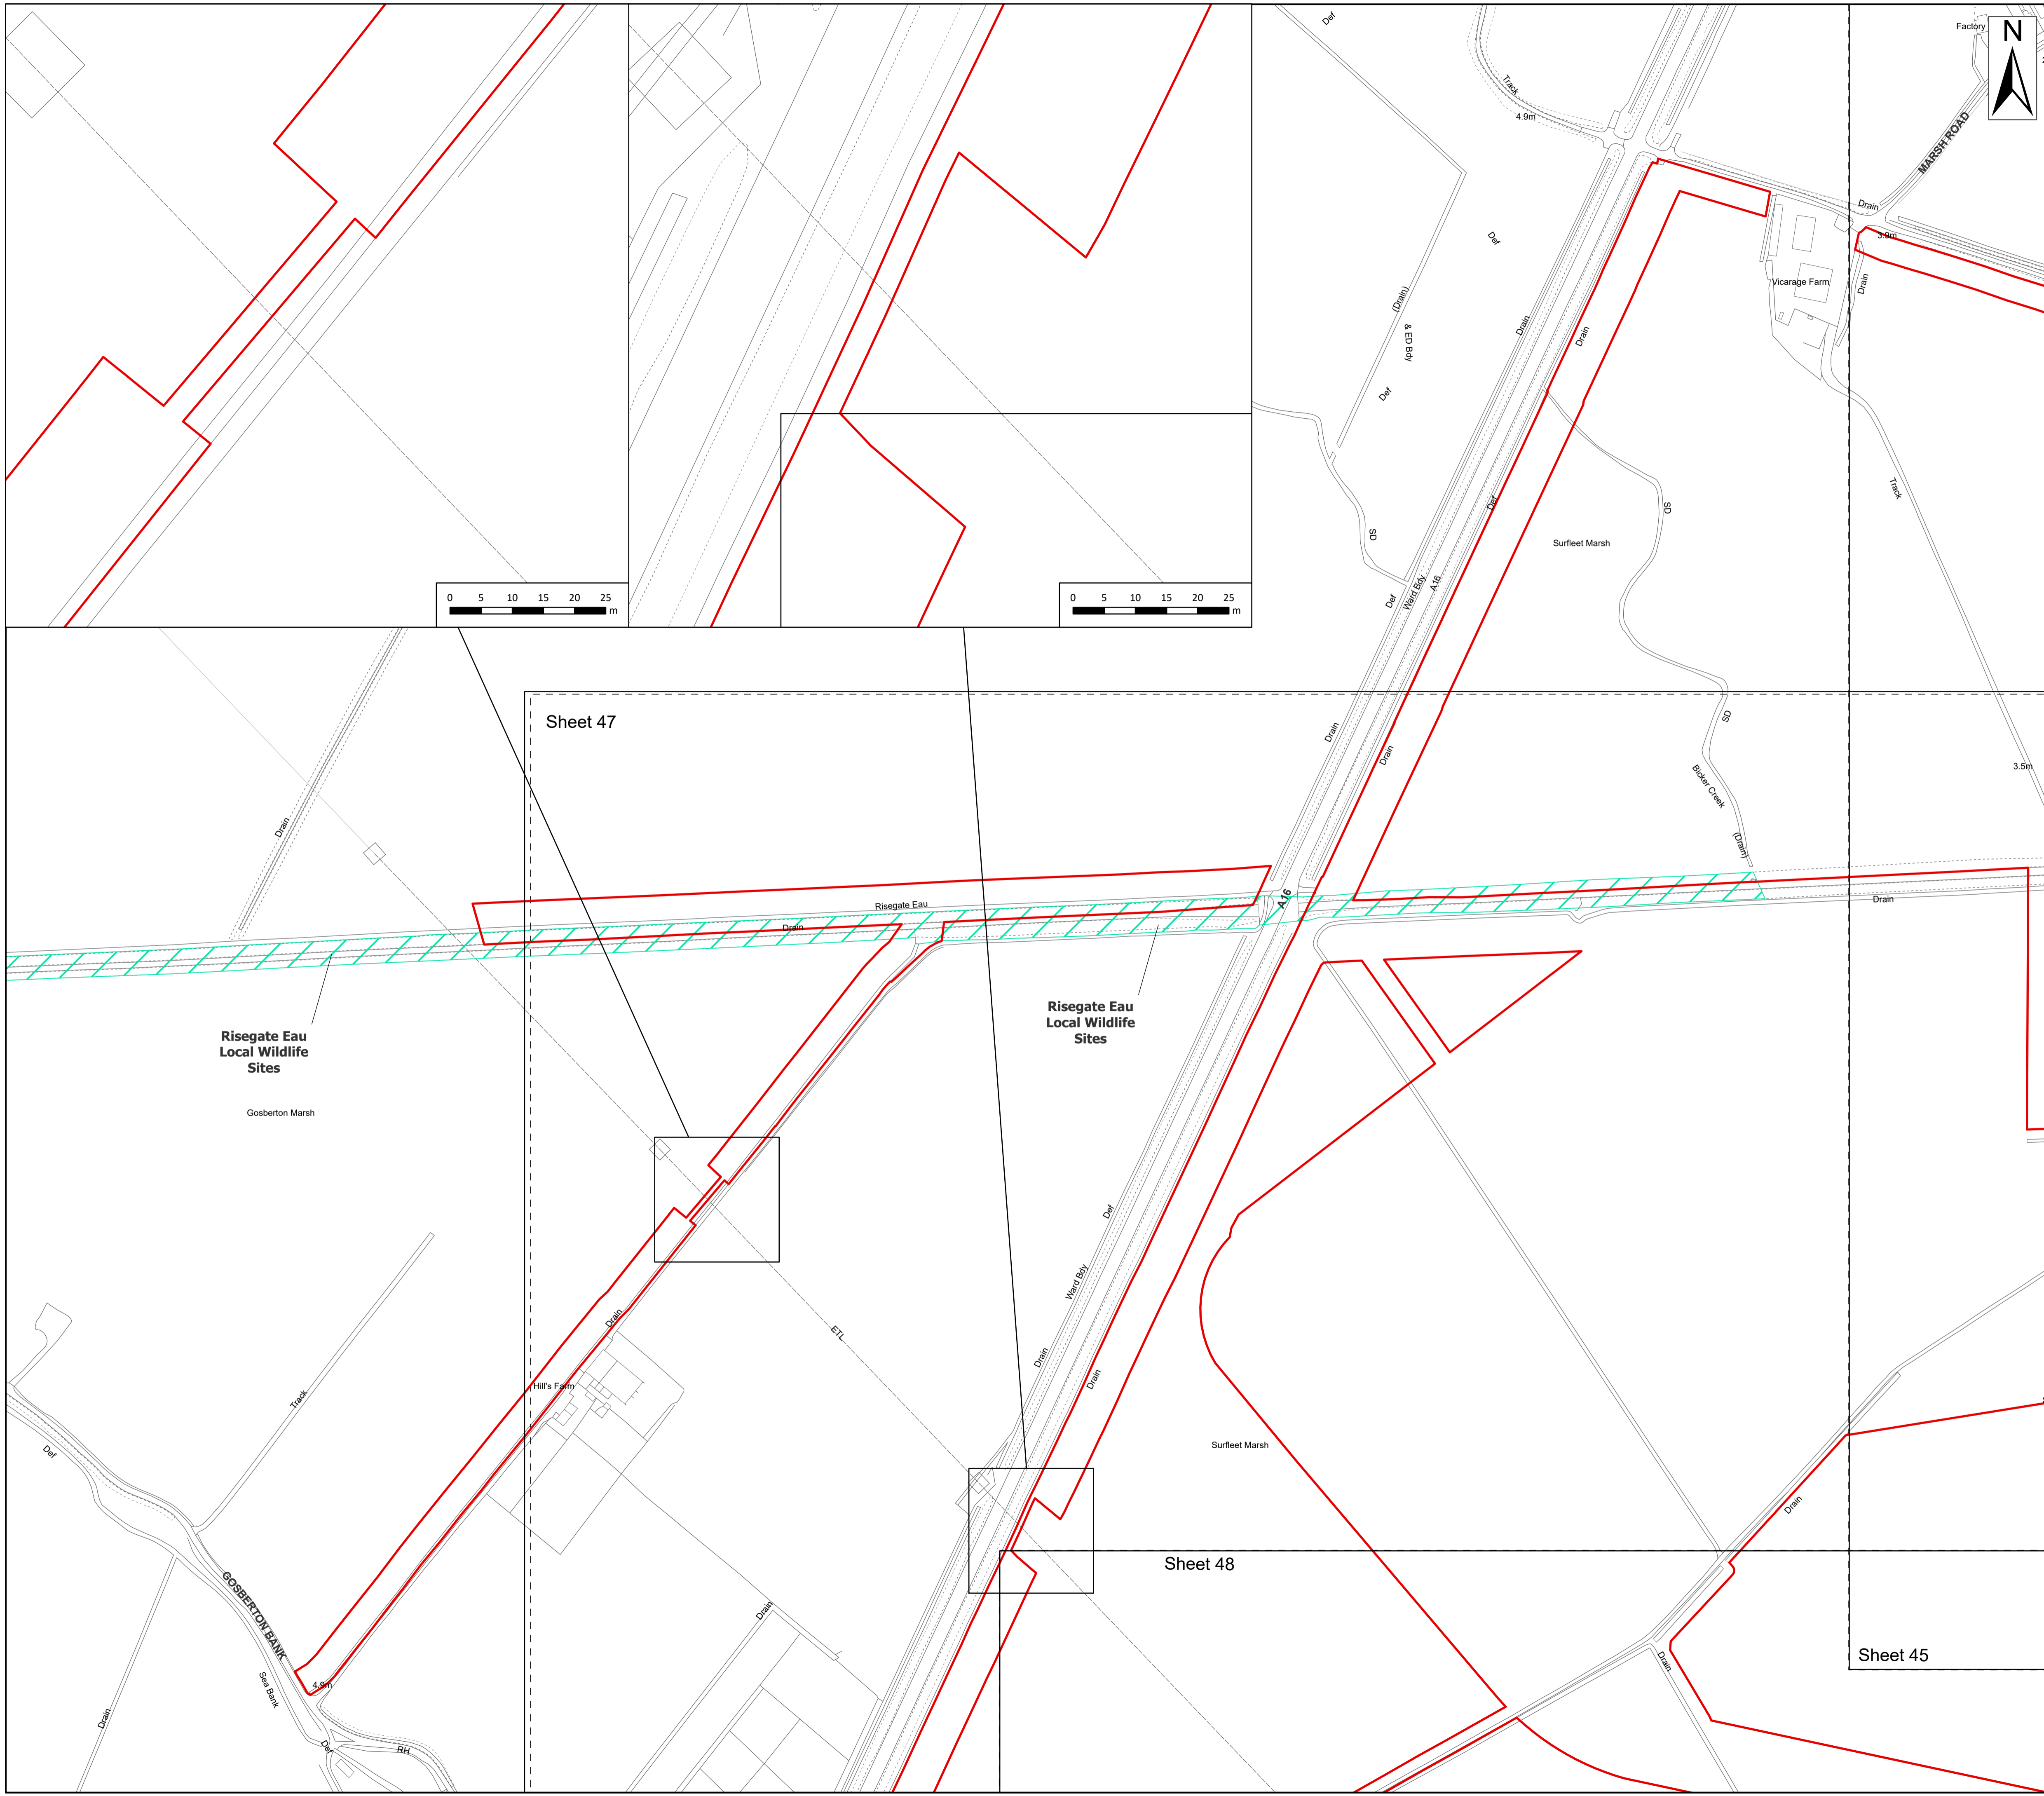 Def
Factory
N
Track
4.9m
MARSH ROAD
Drain
3.9m
Def
Vicarage Farm
Drain
(Drain)
& ED Bdy
Drain
Drain
Def
Track
Def
SD
SD
Surfleet Marsh
0 5 10 15 20 25
m
0 5 10 15 20 25
m
Def
Ward Bdy
A16
Sheet 47
SD
Drain
Drain
Bicker Creek
3.5m
Drain
(Drain)
A16
Risegate Eau
Drain
Drain
Risegate Eau
Local Wildlife
Sites
Risegate Eau
Local Wildlife
Sites
Gosberton Marsh
Def
Ward Bdy
Drain
ETL
Drain
Drain
Hill's Farm
Track
Surfleet Marsh
Def
Drain
Sheet 48
GOSBERTON BANK
Drain
Sheet 45
Drain
Sea Bank
4.9m
Drain
Def
RH